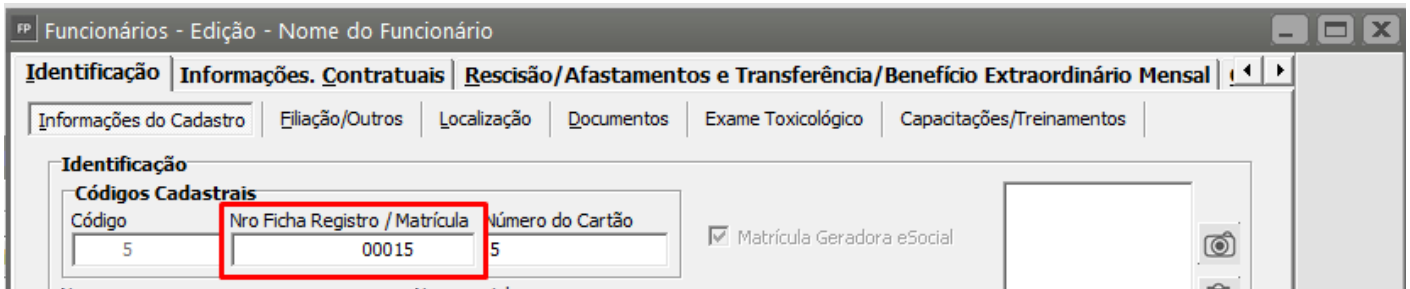 FP Funcionários - Edição - Nome do Funcionário
Identificação Informações. Contratuais Rescisão/Afastamentos e Transferência/Benefício Extraordinário Mensal
Informações do Cadastro Filiação/Outros Localização Documentos Exame Toxicológico Capacitações/Treinamentos
Identificação
Códigos Cadastrais
Código Nro Ficha Registro / Matrícula Número do Cartão
5 00015 5 Matrícula Geradora eSocial